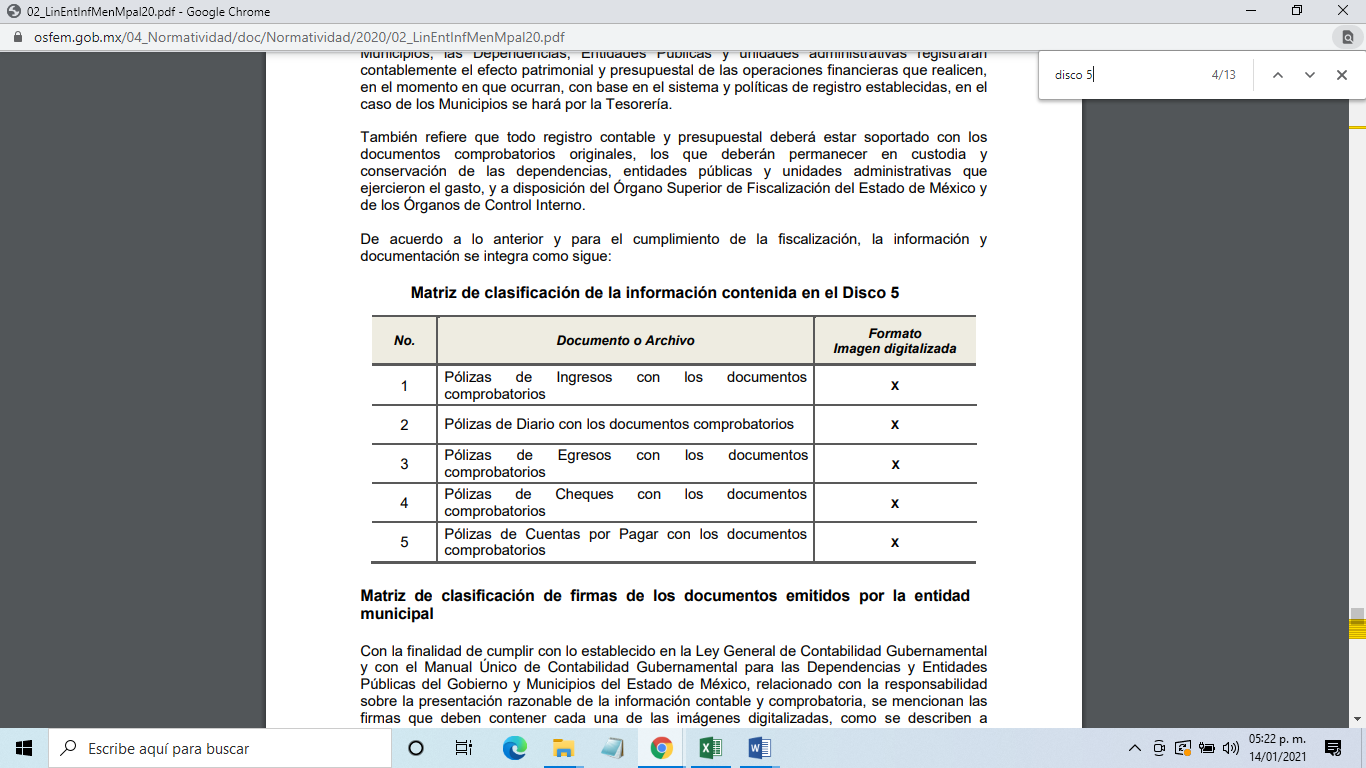 02_LinEntInfMenMpal20.pdf - Google Chrome
osfem.gob.mx/04_Normatividad/doc/Normatividad/2020/02_LinEntInfMenMpal20.pdf
disco 5
4/13
Municipios, las Dependencias, Entidades Públicas y unidades administrativas registrarán
contablemente el efecto patrimonial y presupuestal de las operaciones financieras que realicen,
en el momento en que ocurran, con base en el sistema y políticas de registro establecidas, en el
caso de los Municipios se hará por la Tesorería.
También refiere que todo registro contable y presupuestal deberá estar soportado con los
documentos comprobatorios originales, los que deberán permanecer en custodia y
conservación de las dependencias, entidades públicas y unidades administrativas que
ejercieron el gasto, y a disposición del Órgano Superior de Fiscalización del Estado de México y
de los Órganos de Control Interno.
De acuerdo a lo anterior y para el cumplimiento de la fiscalización, la información y
documentación se integra como sigue:
Matriz de clasificación de la información contenida en el Disco 5
No.
Documento o Archivo
Formato
Imagen digitalizada
1
Pólizas de Ingresos con los documentos
comprobatorios
X
2
Pólizas de Diario con los documentos comprobatorios
X
3
Pólizas de Egresos con los documentos
comprobatorios
X
4
Pólizas de Cheques con los documentos
comprobatorios
X
5
Pólizas de Cuentas por Pagar con los documentos
comprobatorios
X
Matriz de clasificación de firmas de los documentos emitidos por la entidad
municipal
Con la finalidad de cumplir con lo establecido en la Ley General de Contabilidad Gubernamental
y con el Manual Único de Contabilidad Gubernamental para las Dependencias y Entidades
Públicas del Gobierno y Municipios del Estado de México, relacionado con la responsabilidad
sobre la presentación razonable de la información contable y comprobatoria, se mencionan las
firmas que deben contener cada una de las imágenes digitalizadas, como se describen a
Escribe aquí para buscar
05:22 p. m.
14/01/2021